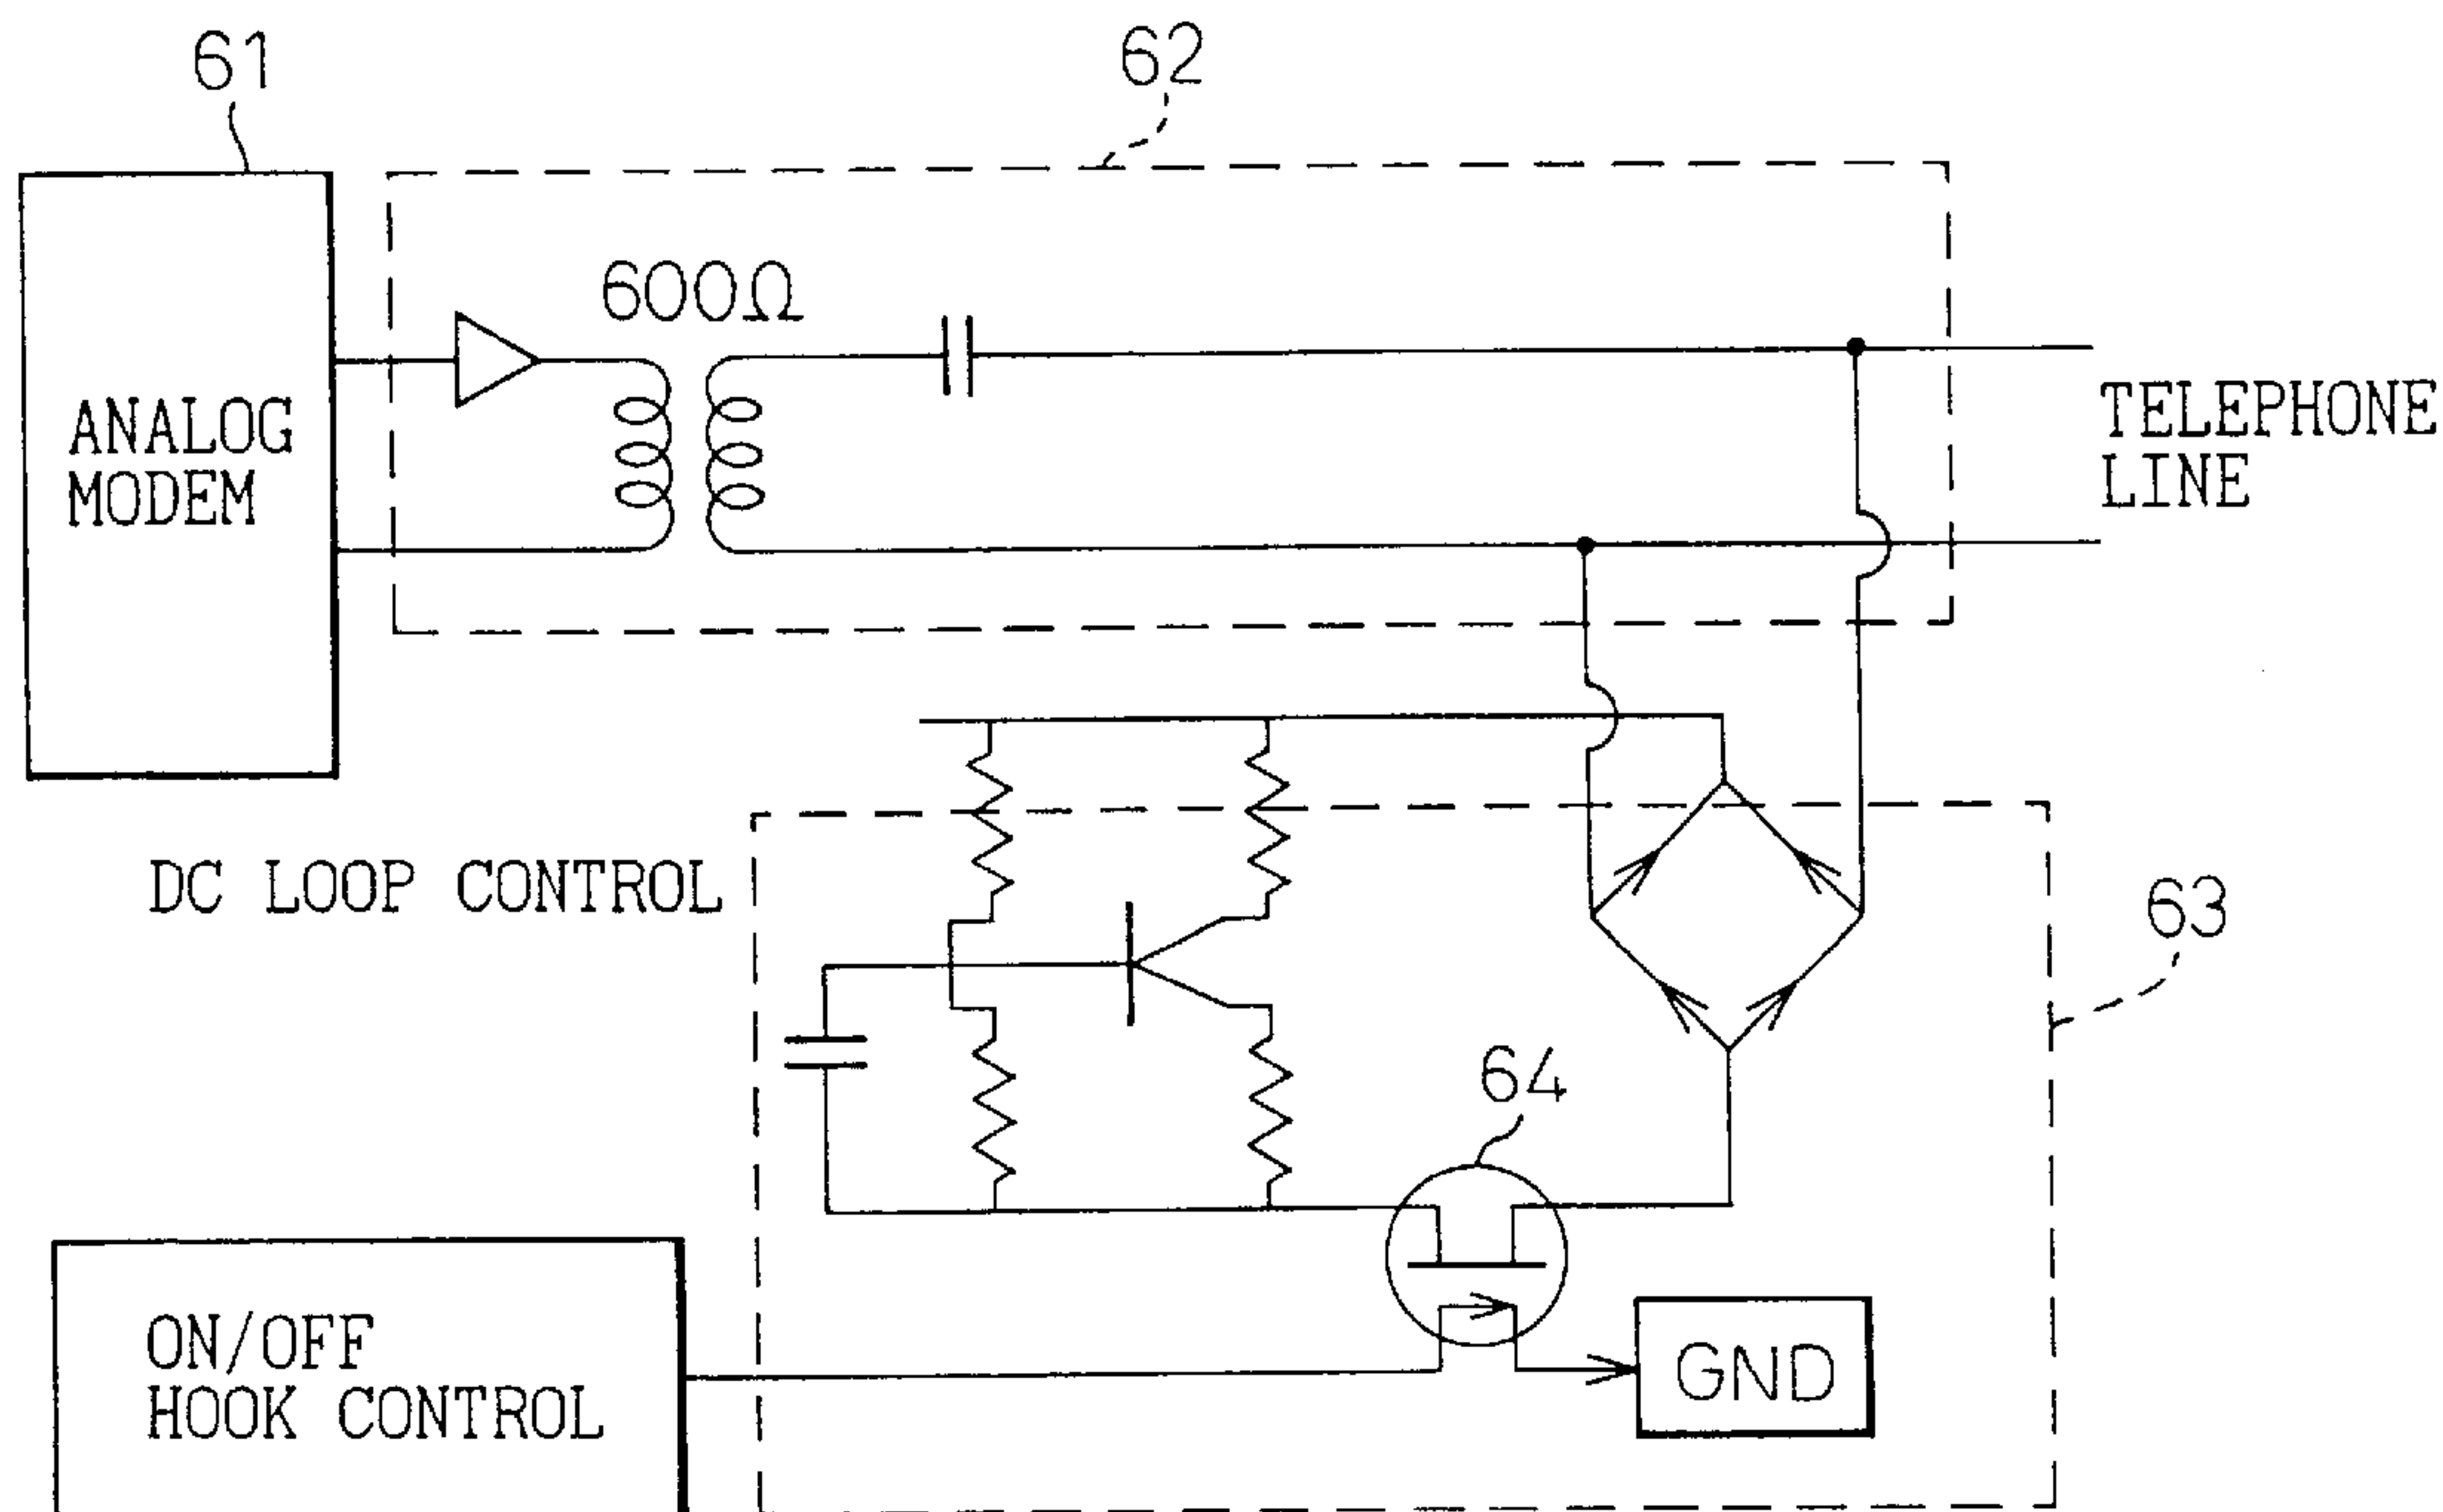 61
62
600Ω
ANALOG
MODEM
TELEPHONE
LINE
DC LOOP CONTROL
63
64
ON/OFF
HOOK CONTROL
GND